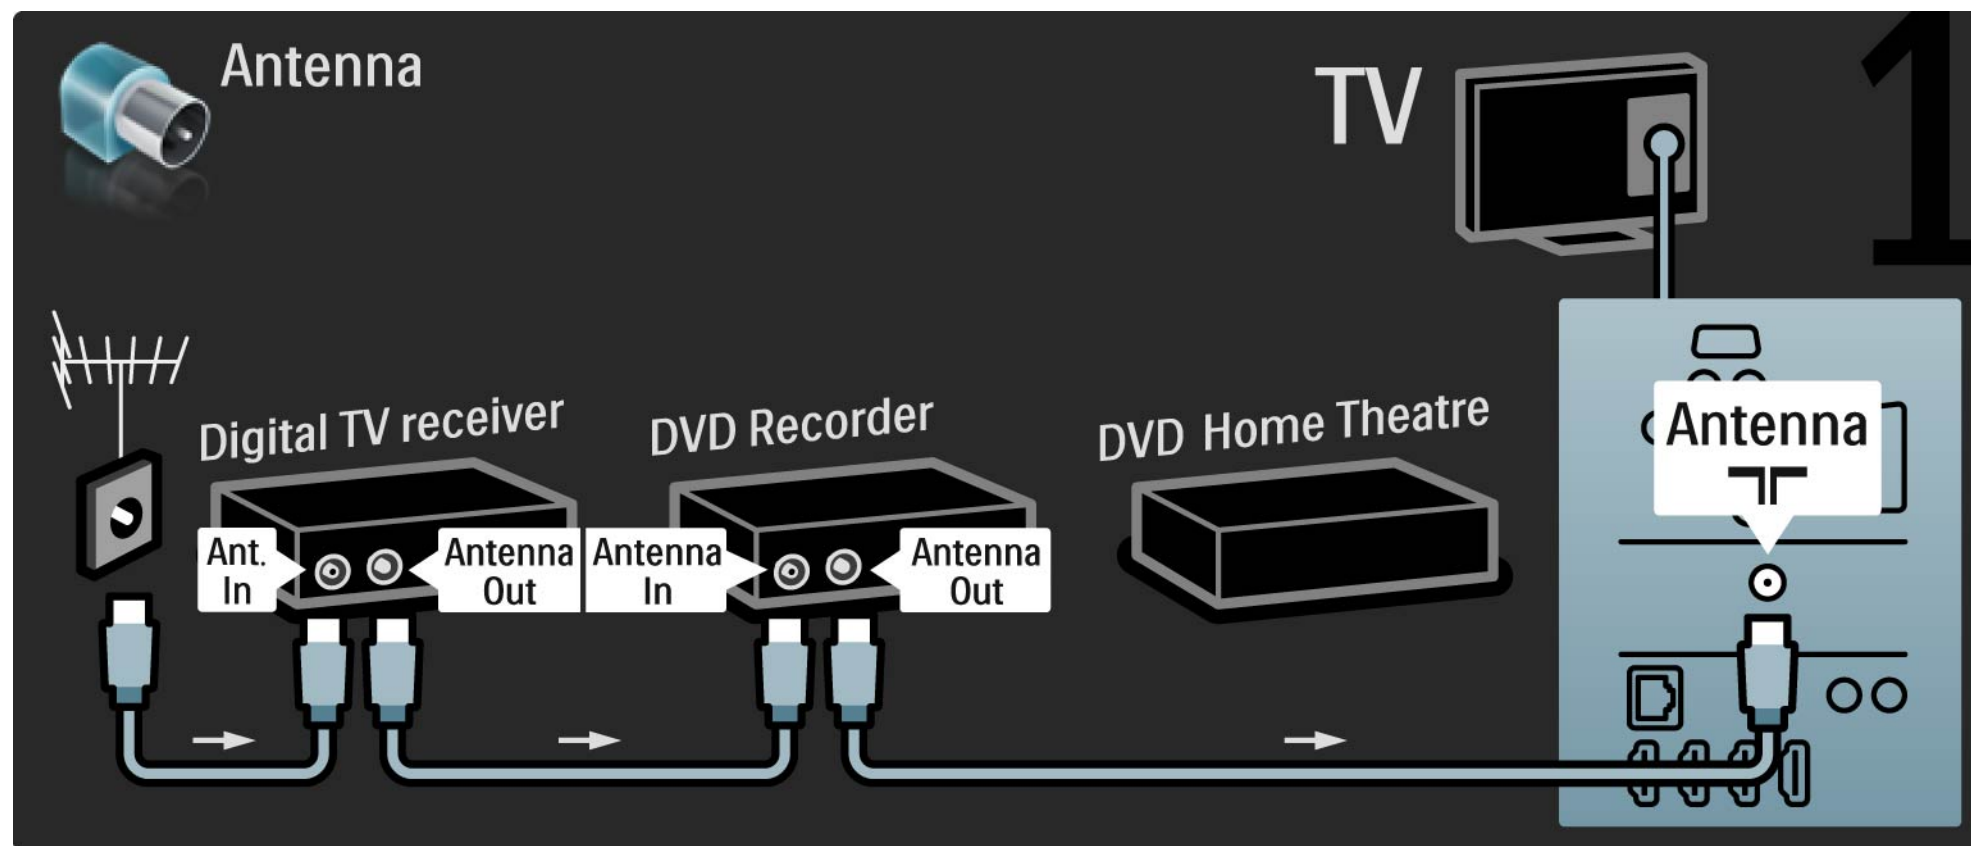 Antenna
TV
1
Digital TV receiver
DVD Recorder
DVD Home Theatre
Antenna
Ant.
In
Antenna
Out
Antenna
In
Antenna
Out